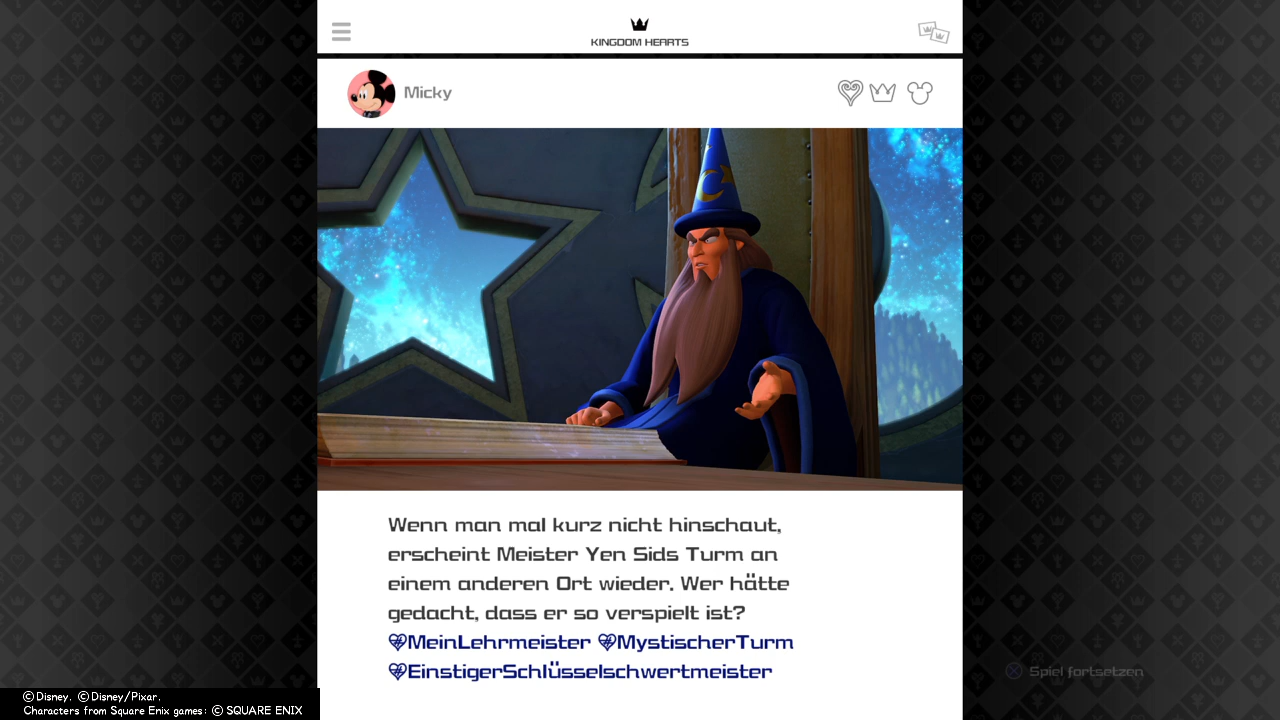 KINGDOM HEARTS
Micky
Wenn man mal kurz nicht hinschaut,
erscheint Meister Yen Sids Turm an
einem anderen Ort wieder. Wer hätte
gedacht, dass er so verspielt ist?
#MeinLehrmeister #MystischerTurm
#EinstigerSchlüsselschwertmeister
Spiel fortsetzen
©Disney. ©Disney/Pixar.
Characters from Square Enix games: © SQUARE ENIX